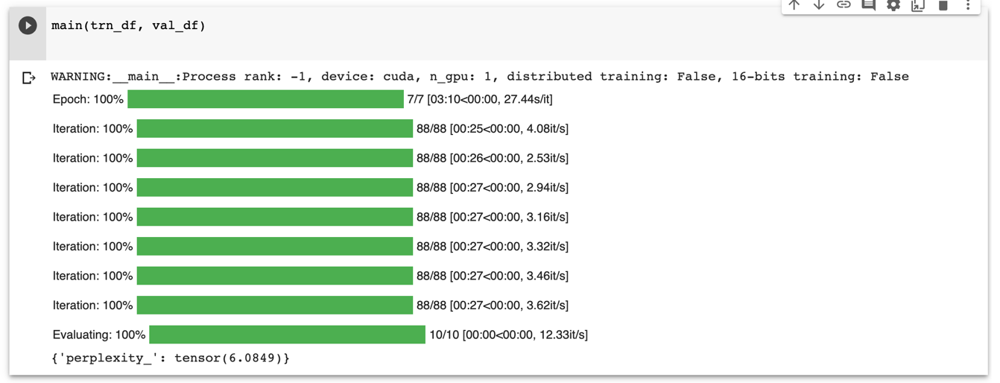 main(trn_df, val_df)
WARNING:__main__:Process rank: -1, device: cuda, n_gpu: 1, distributed training: False, 16-bits training: False
Epoch: 100% 7/7 [03:10<00:00, 27.44s/it]
Iteration: 100% 88/88 [00:25<00:00, 4.08it/s]
Iteration: 100% 88/88 [00:26<00:00, 2.53it/s]
Iteration: 100% 88/88 [00:27<00:00, 2.94it/s]
Iteration: 100% 88/88 [00:27<00:00, 3.16it/s]
Iteration: 100% 88/88 [00:27<00:00, 3.32it/s]
Iteration: 100% 88/88 [00:27<00:00, 3.46it/s]
Iteration: 100% 88/88 [00:27<00:00, 3.62it/s]
Evaluating: 100% 10/10 [00:00<00:00, 12.33it/s]
{'perplexity_': tensor(6.0849)}